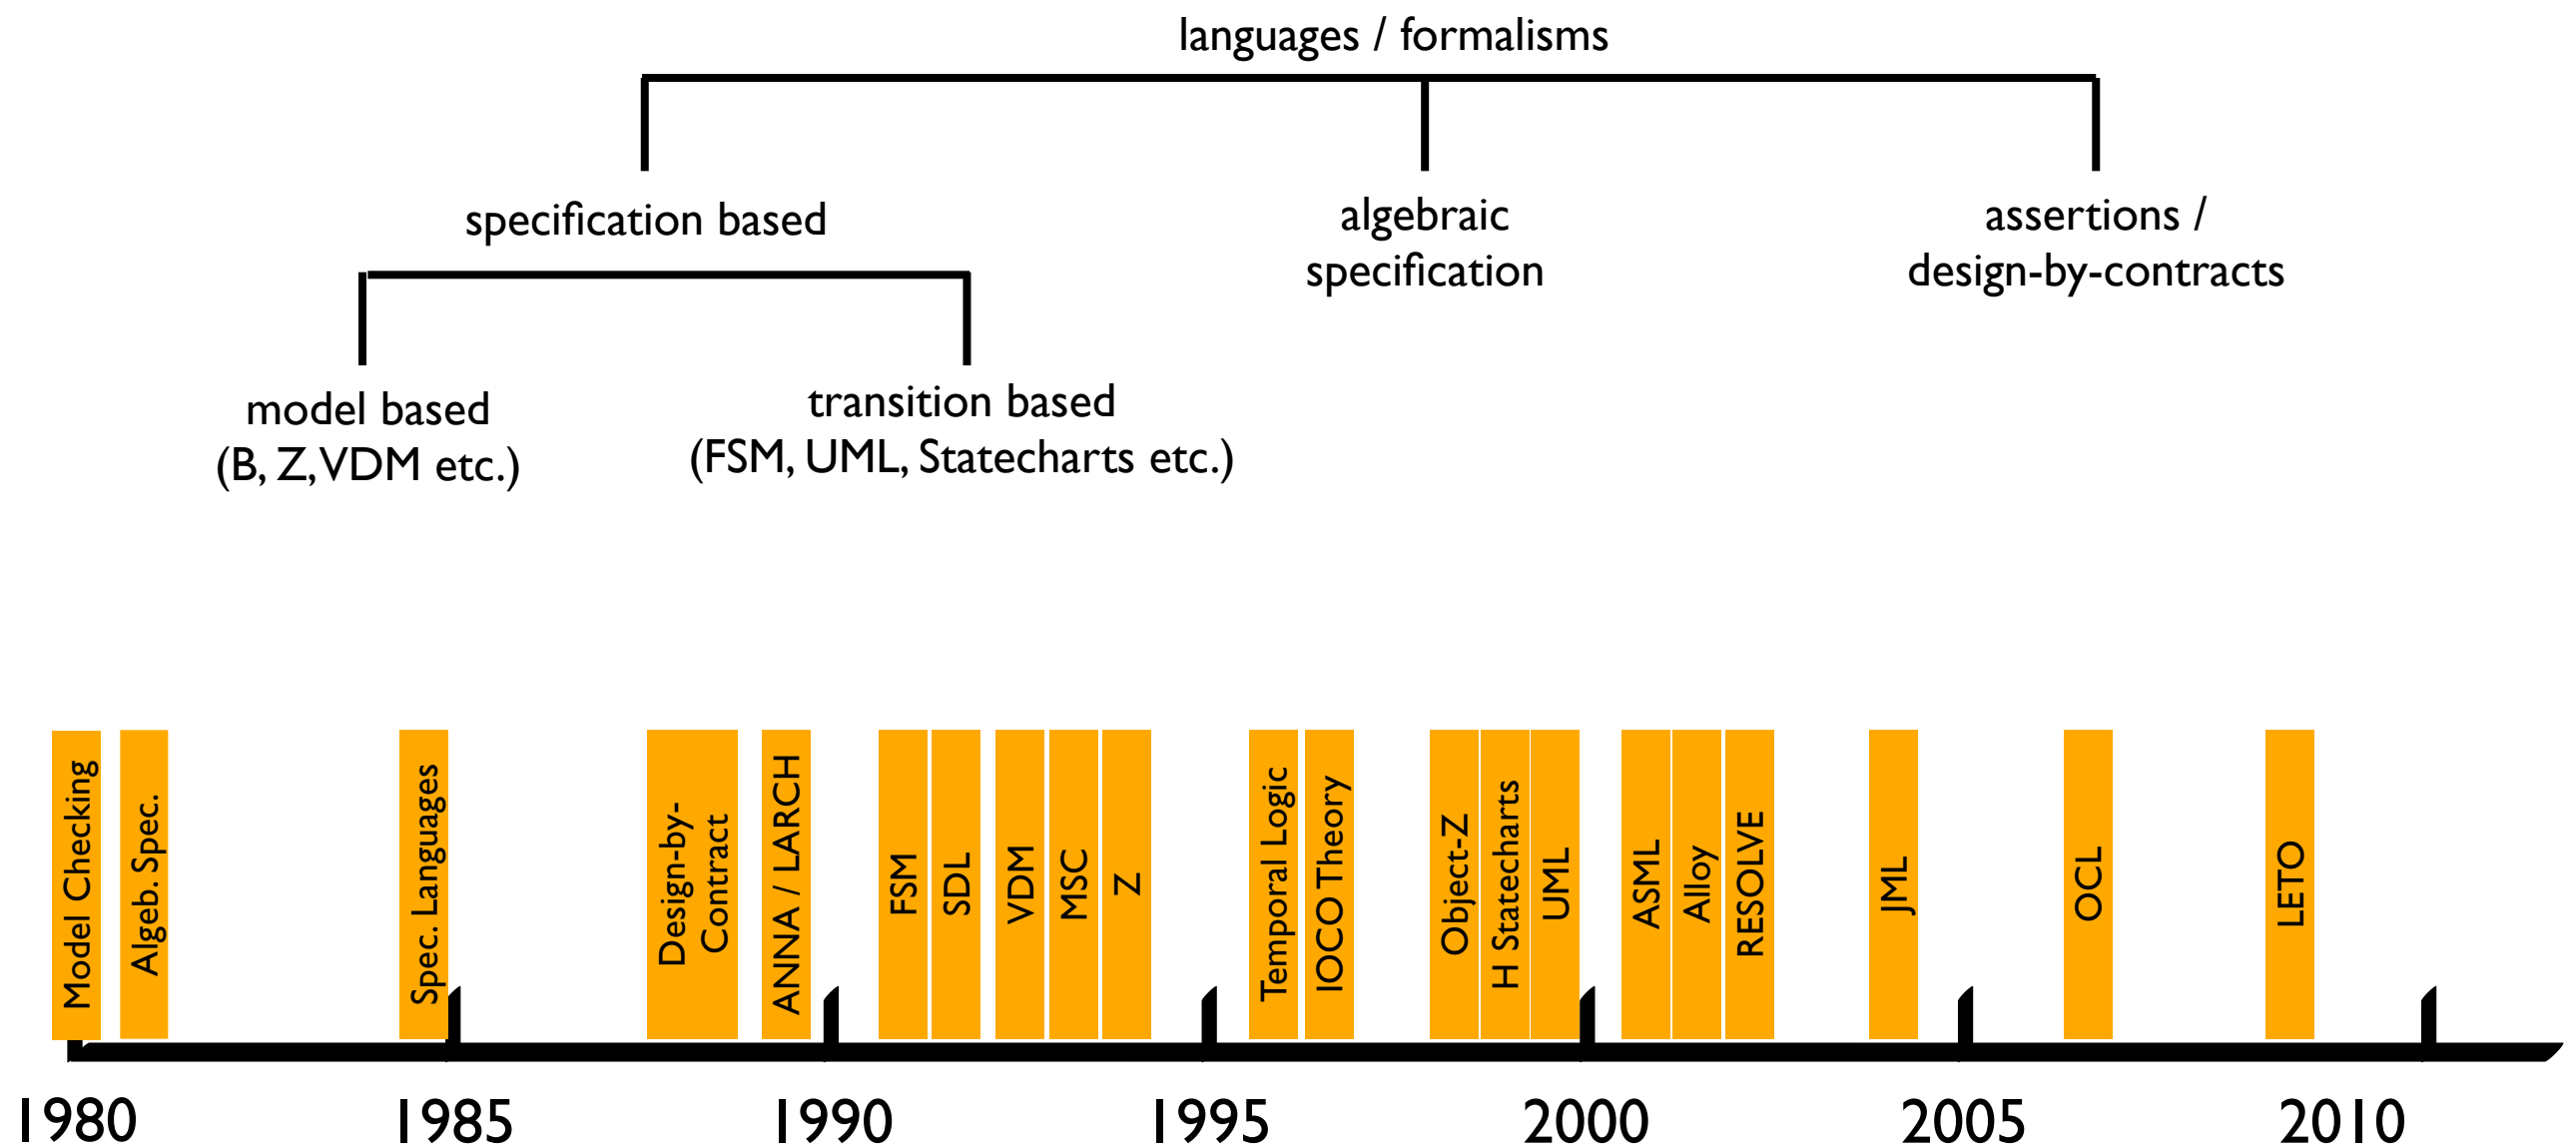 languages / formalisms
specification based
algebraic
specification
assertions /
design-by-contracts
model based
(B, Z, VDM etc.)
transition based
(FSM, UML, Statecharts etc.)
Model Checking
Algeb. Spec.
Spec. Languages
Design-by-
Contract
ANNA / LARCH
FSM
SDL
VDM
MSC
Z
Temporal Logic
IOCO Theory
Object-Z
H Statecharts
UML
ASML
Alloy
RESOLVE
JML
OCL
LETO
1980
1985
1990
1995
2000
2005
2010